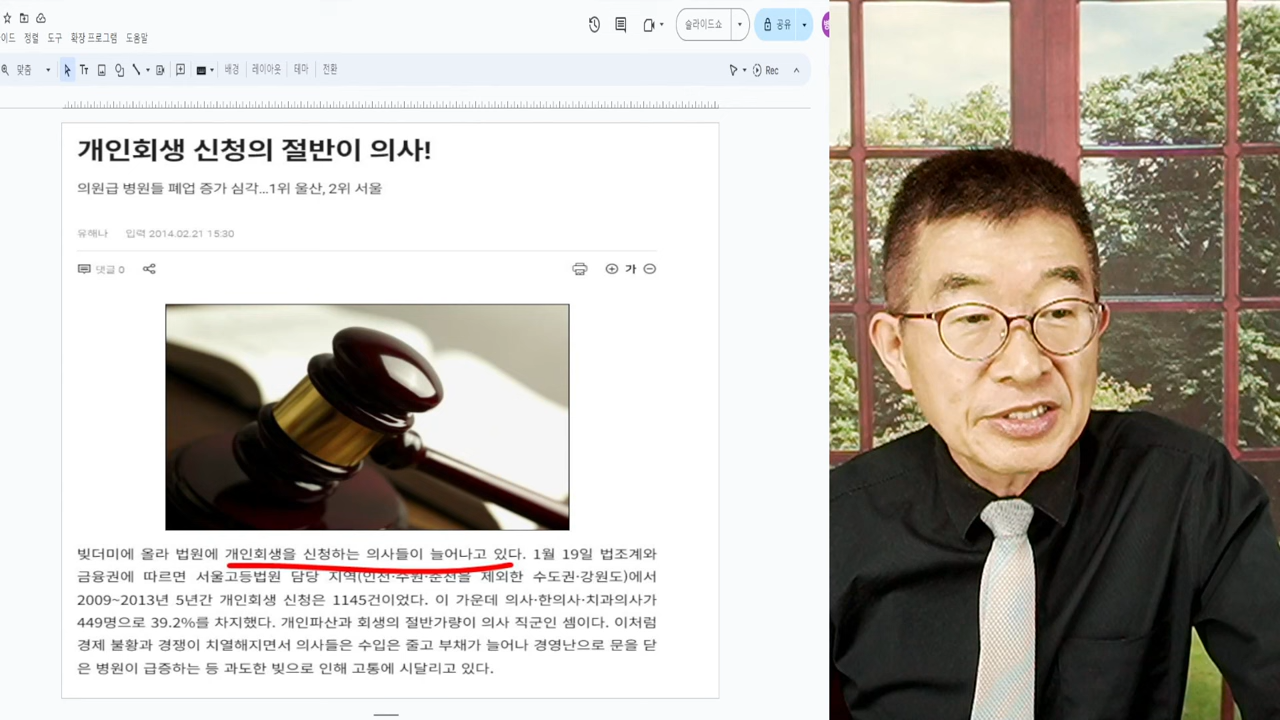 이드 정렬 도구 확장 프로그램 도움말
슬라이드쇼
공유
맞춤
배경 레이아웃 테마 전환
Rec
개인회생 신청의 절반이 의사!
의원급 병원들 폐업 증가 심각...1위 울산, 2위 서울
유해나 입력 2014.02.21 15:30
댓글 0
가
빚더미에 올라 법원에 개인회생을 신청하는 의사들이 늘어나고 있다. 1월 19일 법조계와
금융권에 따르면 서울고등법원 담당 지역(인천·수원·춘천을 제외한 수도권·강원도)에서
2009~2013년 5년간 개인회생 신청은 1145건이었다. 이 가운데 의사·한의사·치과의사가
449명으로 39.2%를 차지했다. 개인파산과 회생의 절반가량이 의사 직군인 셈이다. 이처럼
경제 불황과 경쟁이 치열해지면서 의사들은 수입은 줄고 부채가 늘어나 경영난으로 문을 닫
은 병원이 급증하는 등 과도한 빚으로 인해 고통에 시달리고 있다.